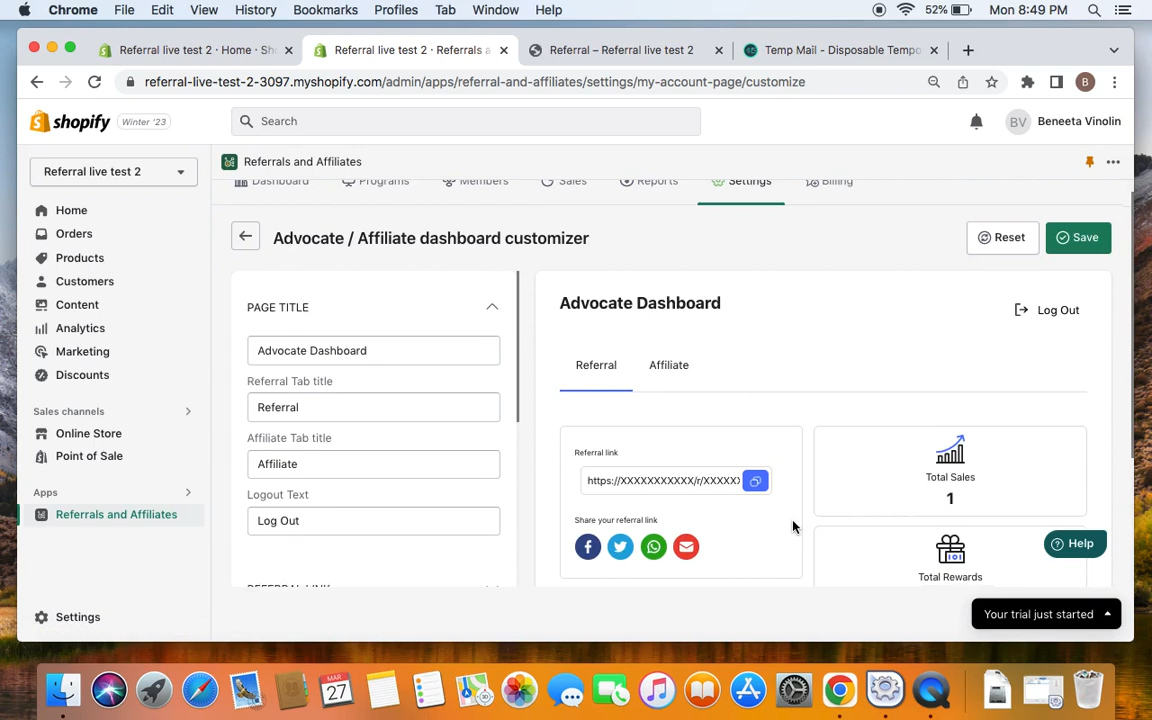 Chrome File Edit View History Bookmarks Profiles Tab Window Help 52% Mon 8:49 PM
Referral live test 2 · Home · Sh Referral live test 2 · Referrals a Referral – Referral live test 2 Temp Mail - Disposable Tempo
referral-live-test-2-3097.myshopify.com/admin/apps/referral-and-affiliates/settings/my-account-page/customize B
shopify Winter '23 Search BV Beneeta Vinolin
Referral live test 2
Home
Orders
Products
Customers
Content
Analytics
Marketing
Discounts
Sales channels
Online Store
Point of Sale
Apps
Referrals and Affiliates
Settings
Referrals and Affiliates
Dashboard Programs Members Sales Reports Settings Billing
Advocate / Affiliate dashboard customizer Reset Save
PAGE TITLE
Advocate Dashboard
Referral Tab title
Referral
Affiliate Tab title
Affiliate
Logout Text
Log Out
REFERRAL LINK
Advocate Dashboard
Log Out
Referral Affiliate
Referral link
https://XXXXXXXXXXX/r/XXXXX
Share your referral link
Total Sales
1
Total Rewards
Help
Your trial just started
MAR
27